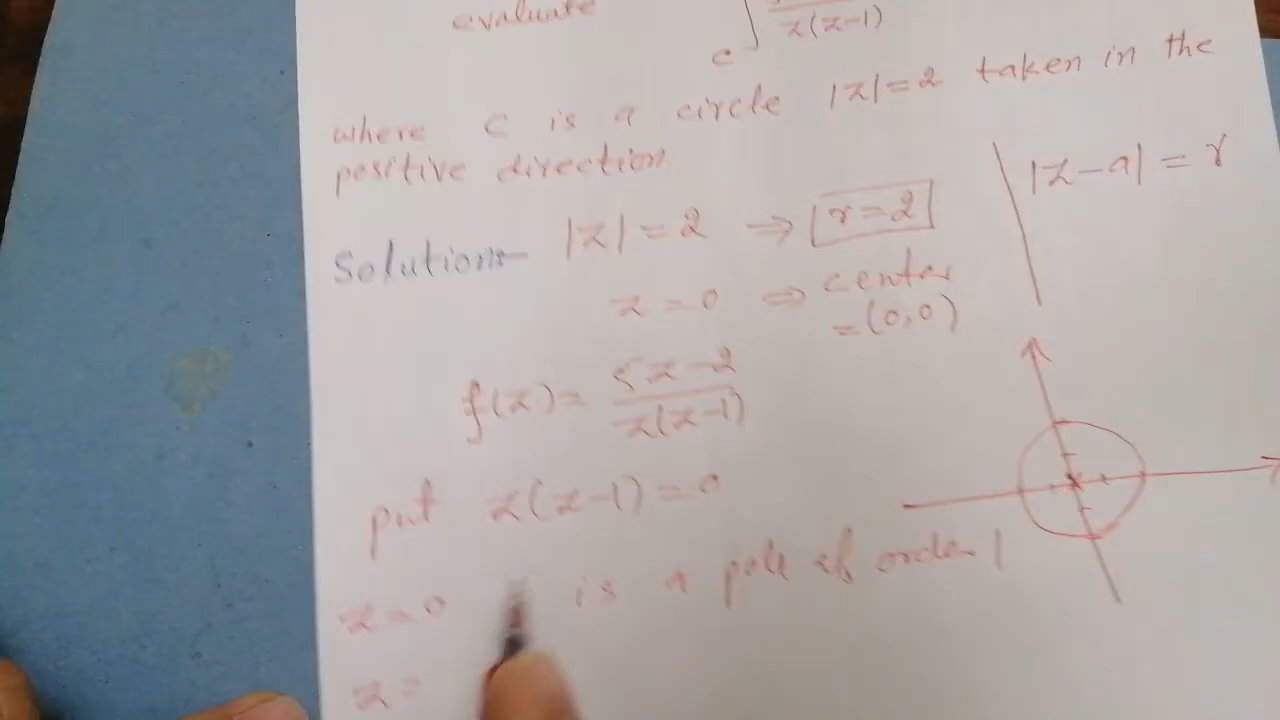 evaluate ∫
C z(z-1)
where C is a circle |z|=2 taken in the
positive direction
|z-a| = r
Solution:- |z| = 2 ⇒ r=2
z = 0 ⇒ center
=(0,0)
f(z)= 5z-2
z(z-1)
put z(z-1)=0
z=0 is a pole of order 1
z=